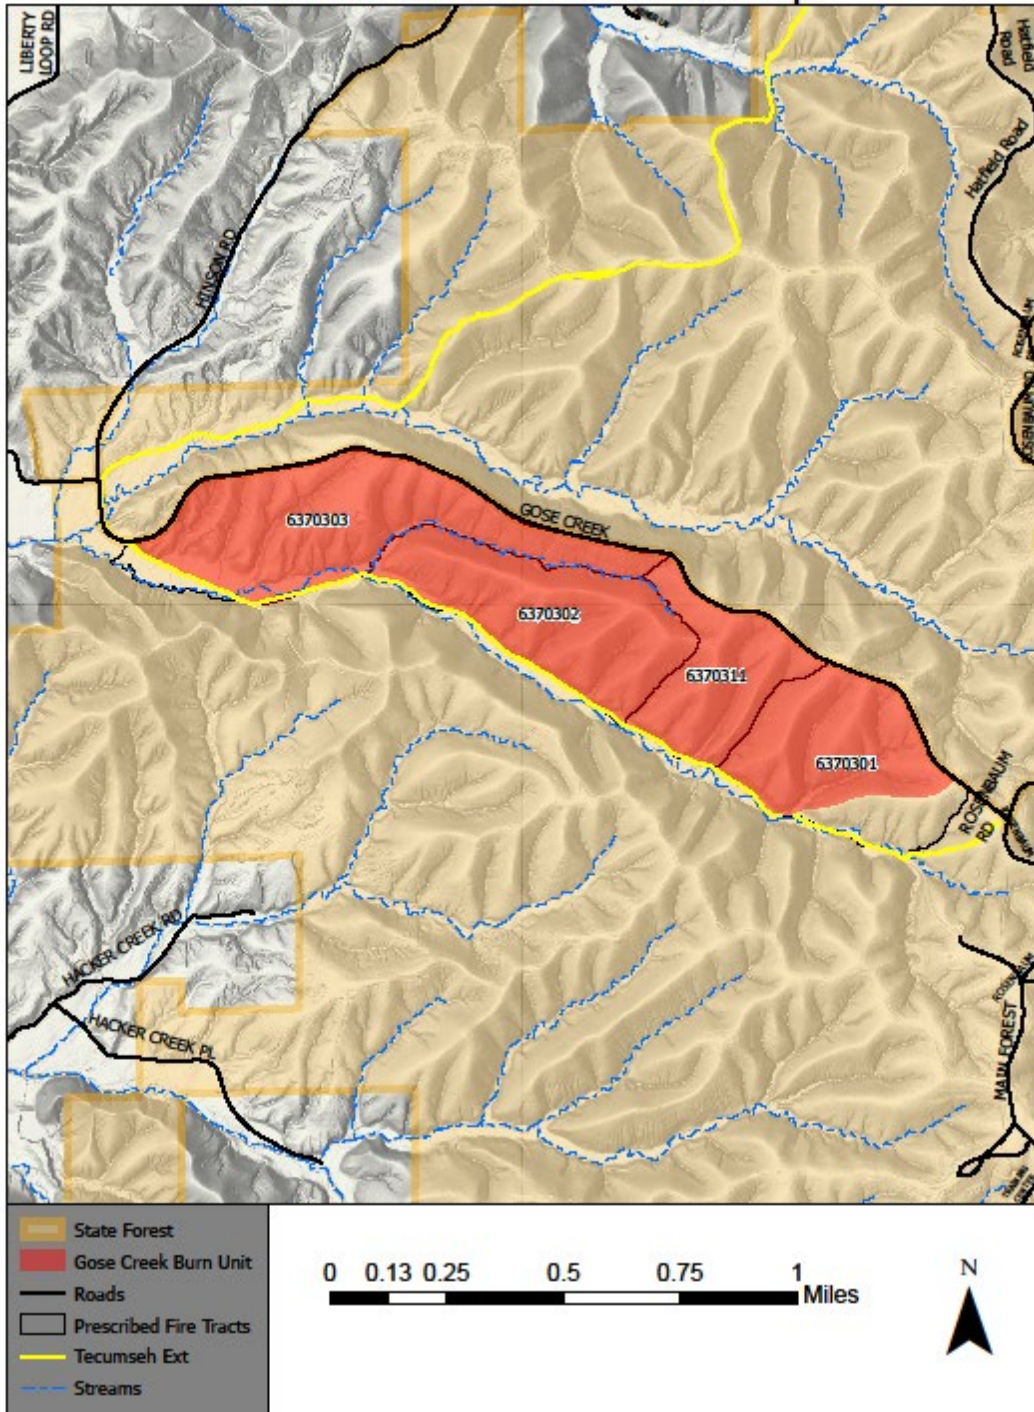 LIBERTY
LOOP RD
Hatfield
Road
Hatfield Road
HINSON RD
6370303
GOSE CREEK
6370302
6370311
6370301
ROSENBAUM
RD
HACKER CREEK RD
HACKER CREEK PL
MAIN FOREST
State Forest
Gose Creek Burn Unit
Roads
Prescribed Fire Tracts
Tecumseh Ext
Streams
0 0.13 0.25 0.5 0.75 1
Miles
N